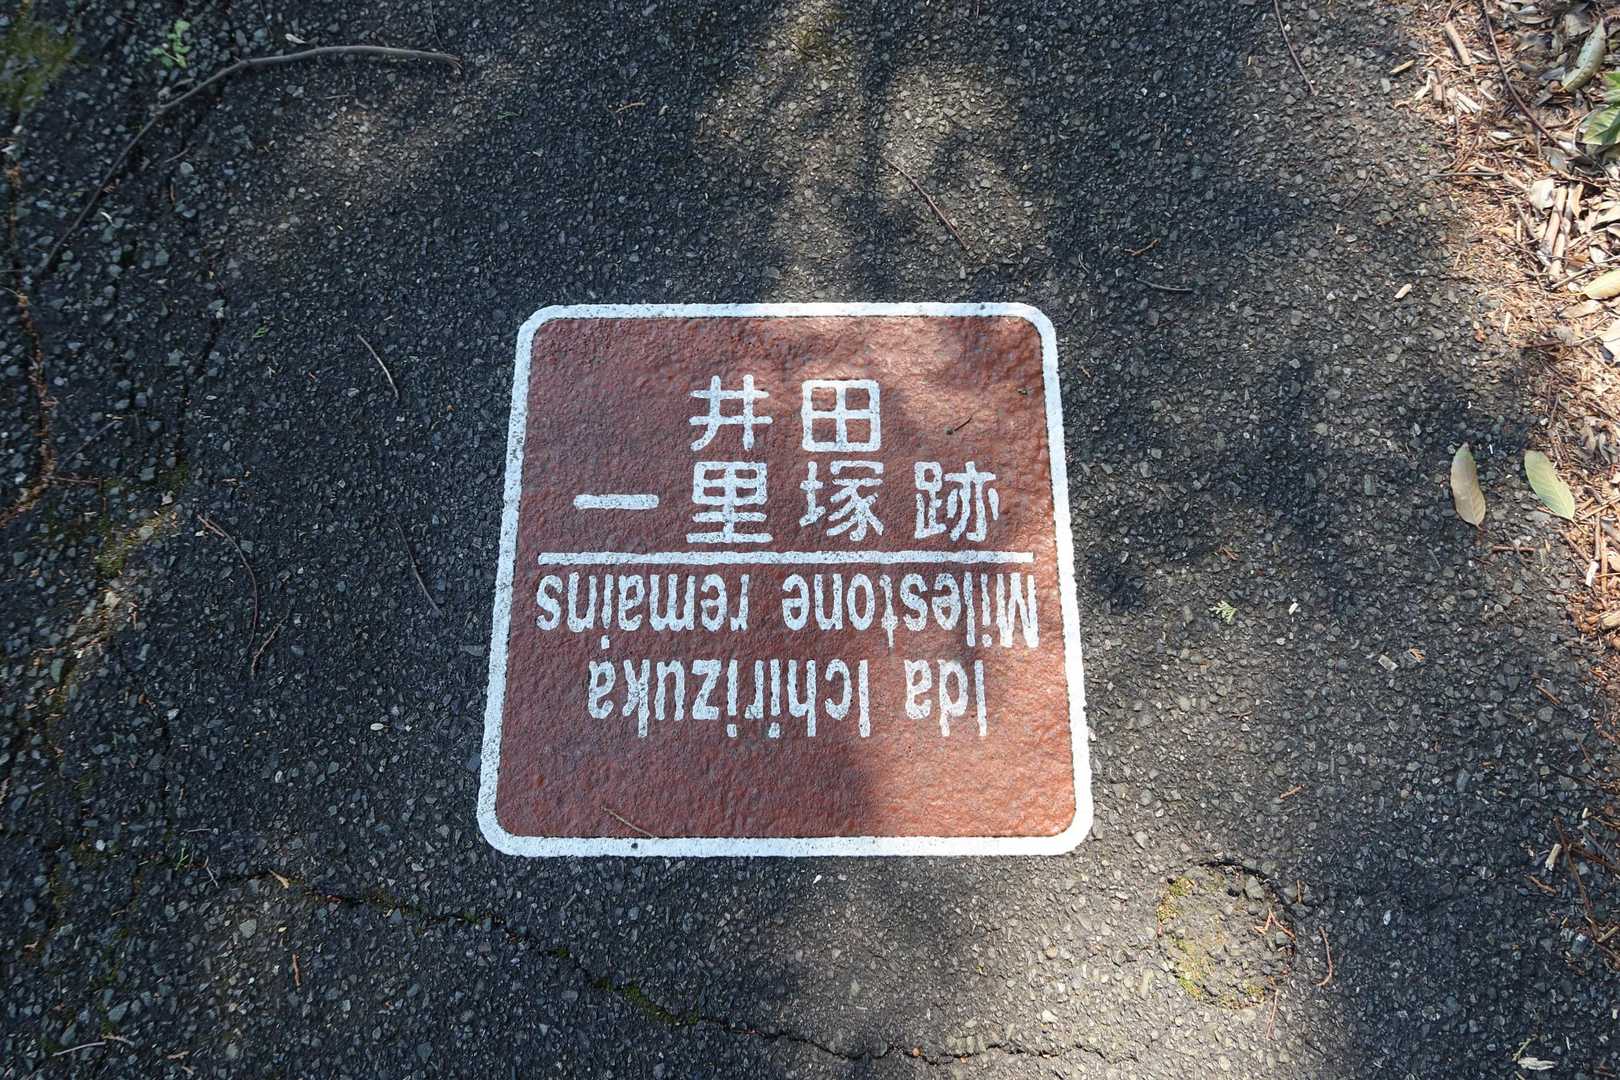 井田
一里塚跡
Ida Ichirizuka
Milestone remains